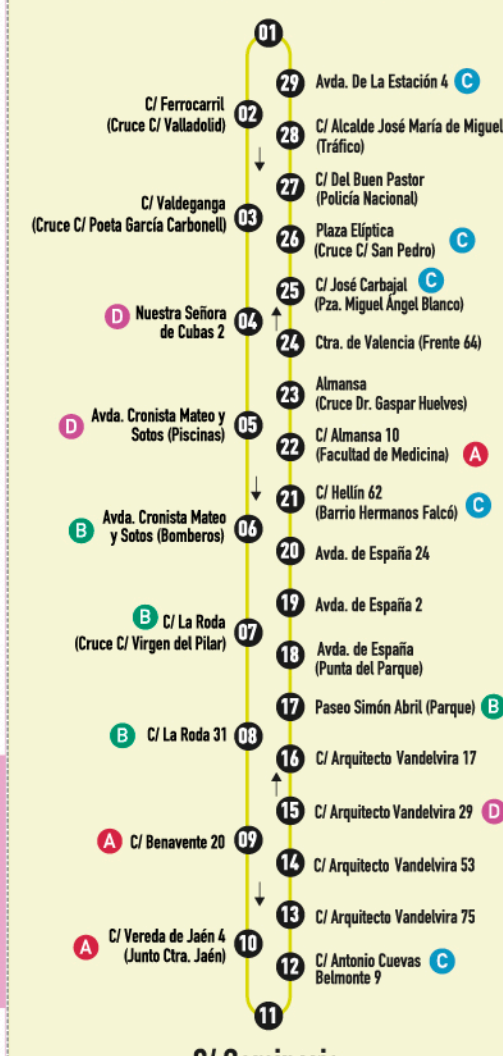 01
C/ Ferrocarril
(Cruce C/ Valladolid)
02
C/ Valdeganga
(Cruce C/ Poeta García Carbonell)
03
D Nuestra Señora
de Cubas 2
04
D Avda. Cronista Mateo y
Sotos (Piscinas)
05
B Avda. Cronista Mateo
y Sotos (Bomberos)
06
B C/ La Roda
(Cruce C/ Virgen del Pilar)
07
B C/ La Roda 31
08
A C/ Benavente 20
09
A C/ Vereda de Jaén 4
(Junto Ctra. Jaén)
10
11
29 Avda. De La Estación 4 C
28 C/ Alcalde José María de Miguel
(Tráfico)
27 C/ Del Buen Pastor
(Policía Nacional)
26 Plaza Elíptica
(Cruce C/ San Pedro) C
25 C/ José Carbajal C
(Pza. Miguel Ángel Blanco)
24 Ctra. de Valencia (Frente 64)
23 Almansa
(Cruce Dr. Gaspar Huelves)
22 C/ Almansa 10
(Facultad de Medicina) A
21 C/ Hellín 62
(Barrio Hermanos Falcó) C
20 Avda. de España 24
19 Avda. de España 2
18 Avda. de España
(Punta del Parque)
17 Paseo Simón Abril (Parque) B
16 C/ Arquitecto Vandelvira 17
15 C/ Arquitecto Vandelvira 29 D
14 C/ Arquitecto Vandelvira 53
13 C/ Arquitecto Vandelvira 75
12 C/ Antonio Cuevas C
Belmonte 9